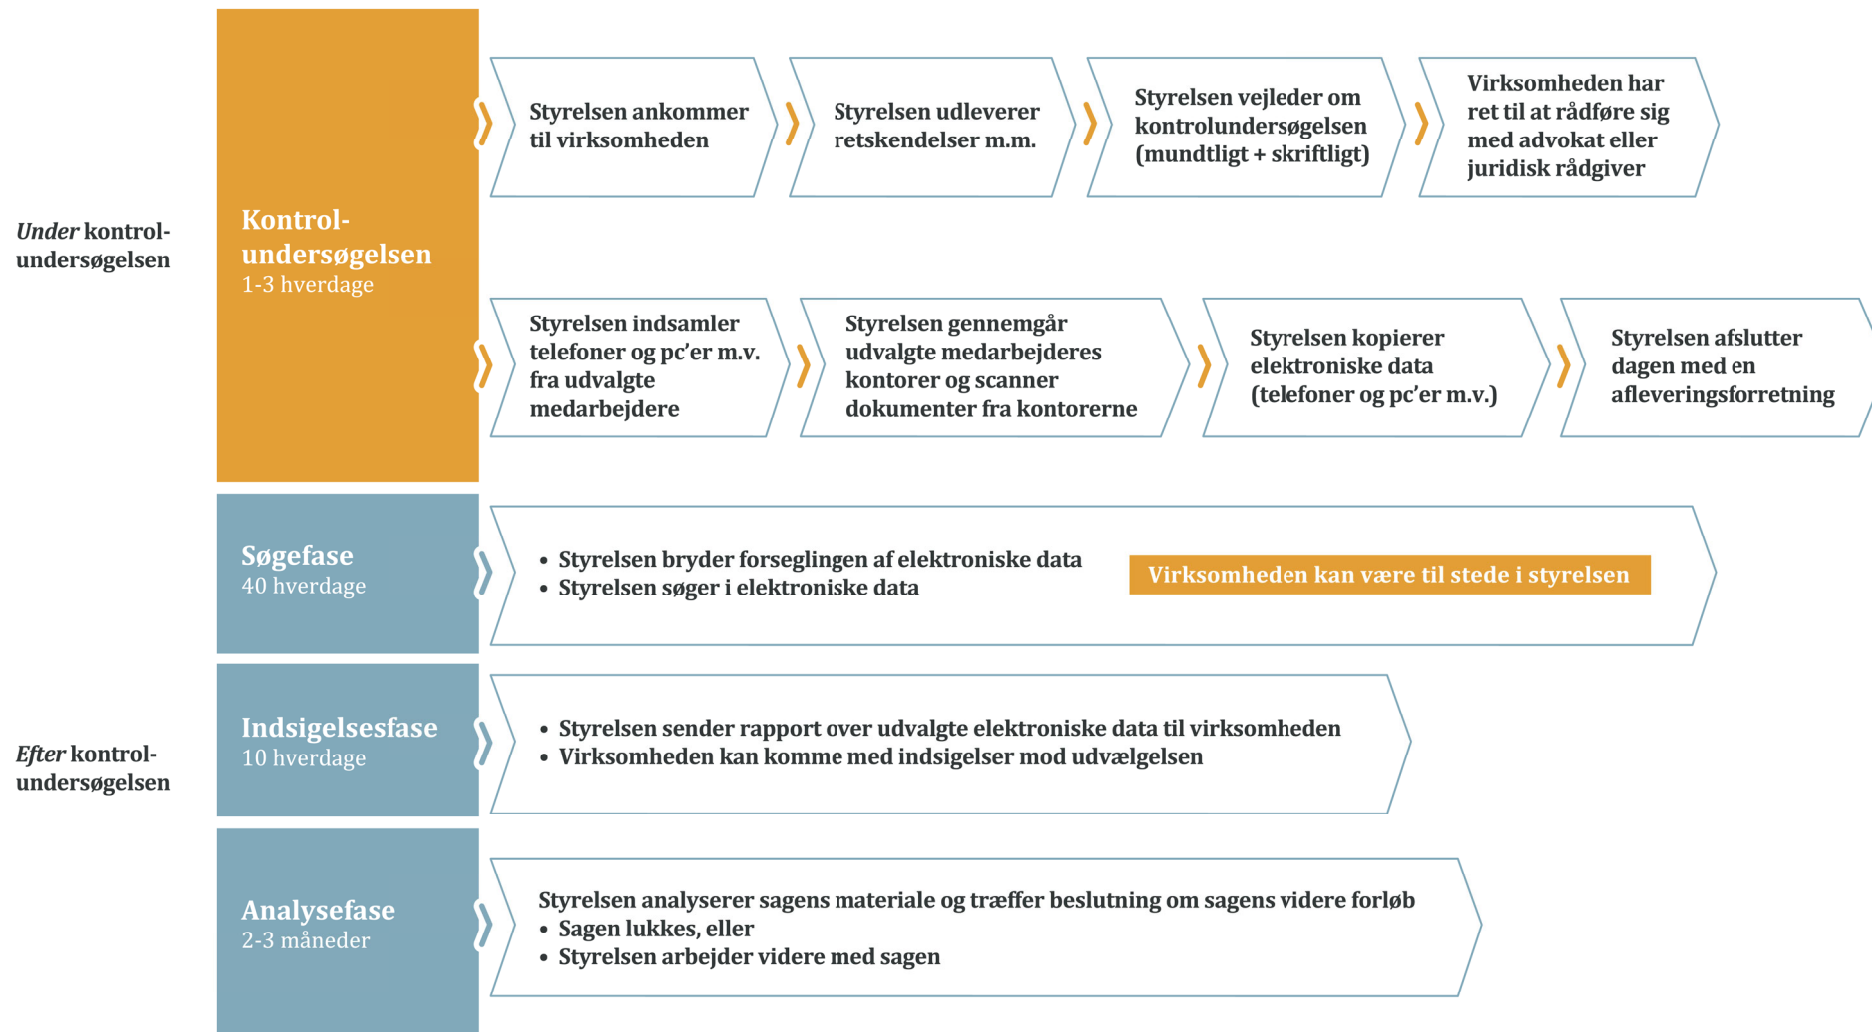 Under kontrol-
undersøgelsen
Kontrol-
undersøgelsen
1-3 hverdage
Styrelsen ankommer
til virksomheden
Styrelsen udleverer
retskendelser m.m.
Styrelsen vejleder om
kontrolundersøgelsen
(mundtligt + skriftligt)
Virksomheden har
ret til at rådføre sig
med advokat eller
juridisk rådgiver
Styrelsen indsamler
telefoner og pc’er m.v.
fra udvalgte
medarbejdere
Styrelsen gennemgår
udvalgte medarbejderes
kontorer og scanner
dokumenter fra kontorerne
Styrelsen kopierer
elektroniske data
(telefoner og pc’er m.v.)
Styrelsen afslutter
dagen med en
afleveringsforretning
Efter kontrol-
undersøgelsen
Søgefase
40 hverdage
• Styrelsen bryder forseglingen af elektroniske data
• Styrelsen søger i elektroniske data
Virksomheden kan være til stede i styrelsen
Indsigelsesfase
10 hverdage
• Styrelsen sender rapport over udvalgte elektroniske data til virksomheden
• Virksomheden kan komme med indsigelser mod udvælgelsen
Analysefase
2-3 måneder
Styrelsen analyserer sagens materiale og træffer beslutning om sagens videre forløb
• Sagen lukkes, eller
• Styrelsen arbejder videre med sagen